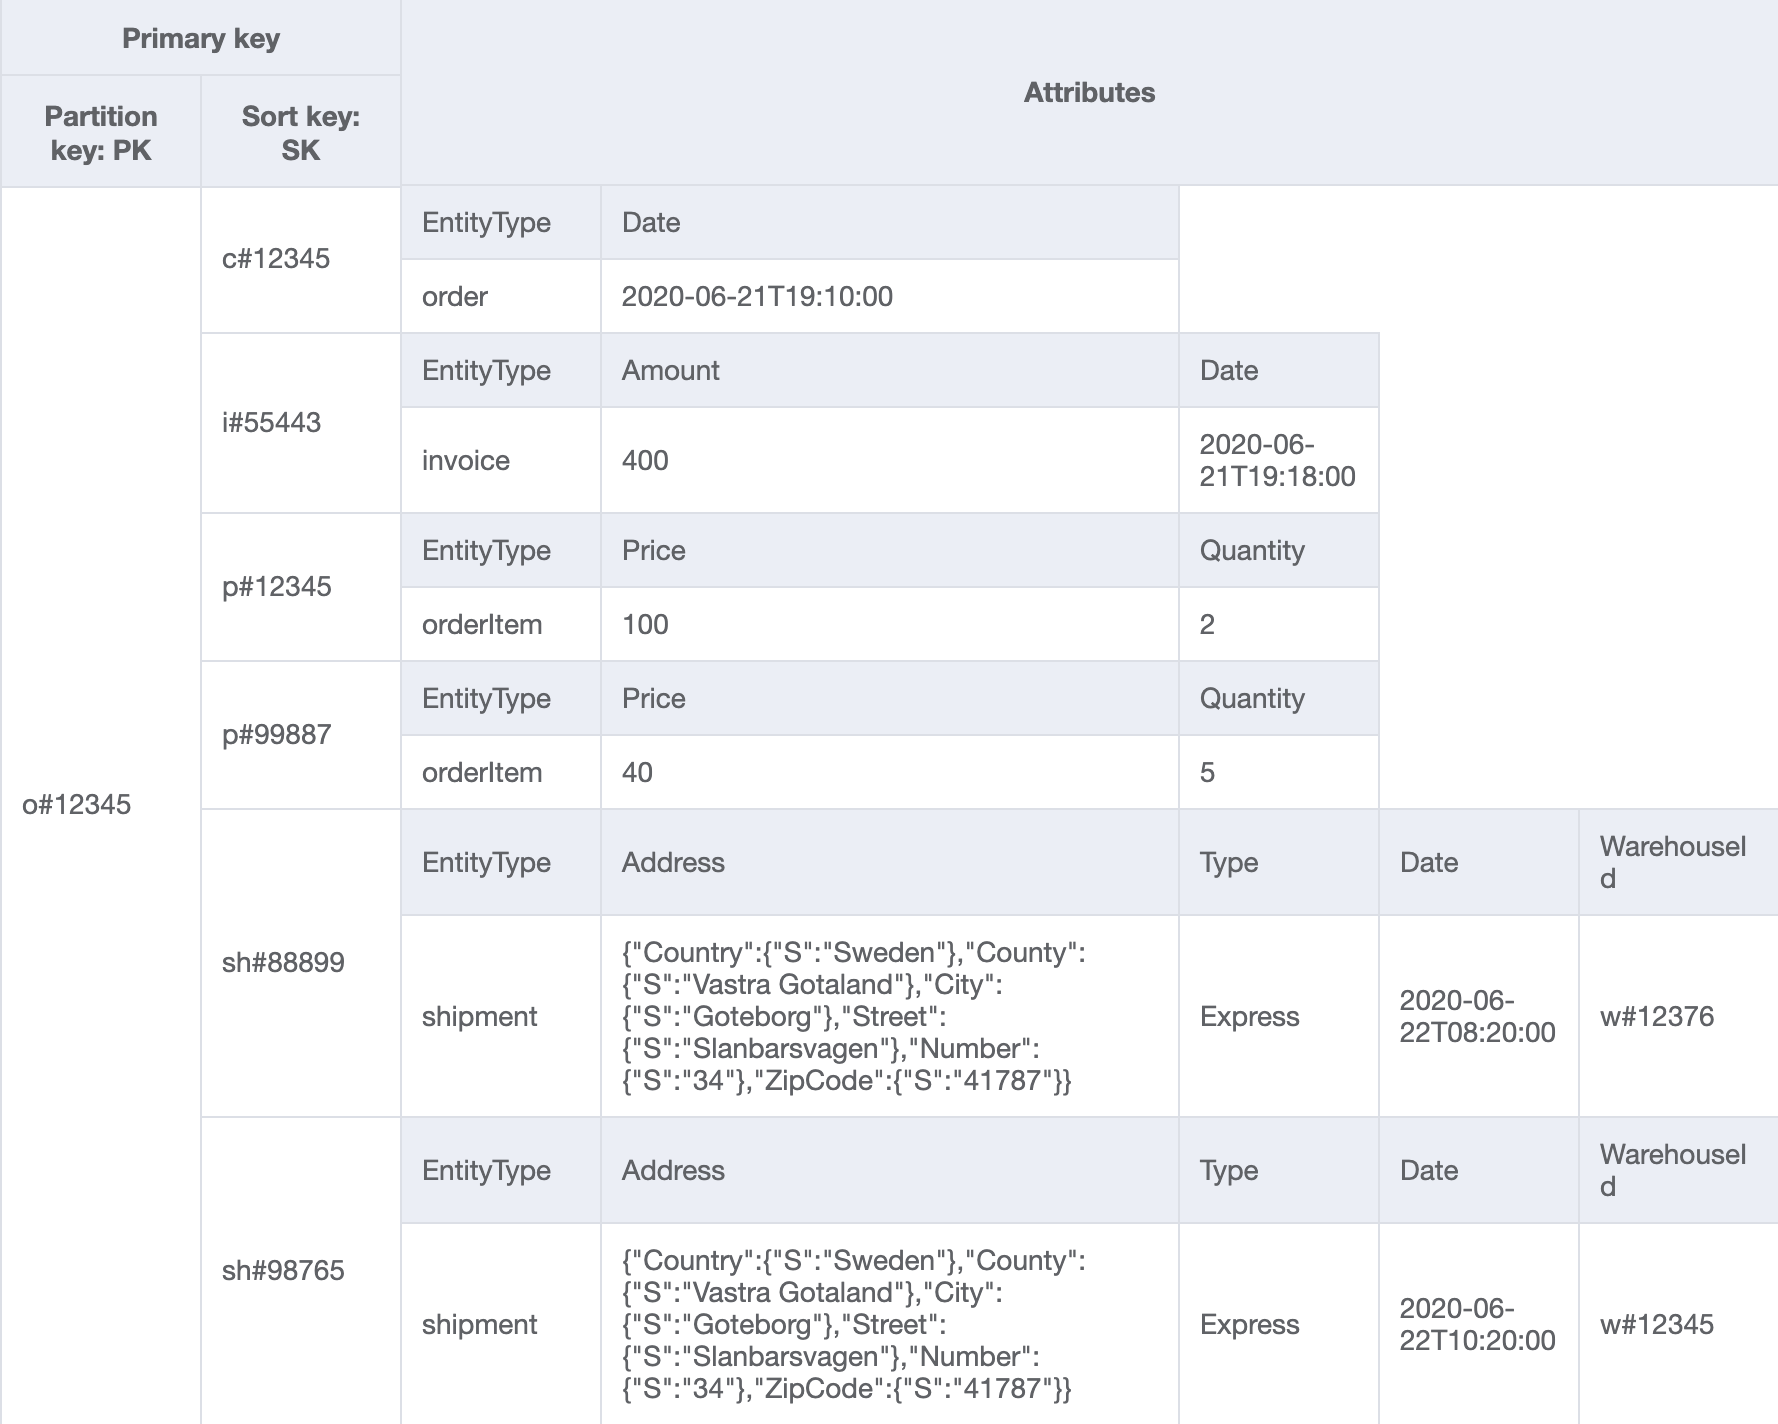 Primary key
Attributes
Partition
key: PK
Sort key:
SK
o#12345
c#12345
EntityType
Date
order
2020-06-21T19:10:00
i#55443
EntityType
Amount
Date
invoice
400
2020-06-
21T19:18:00
p#12345
EntityType
Price
Quantity
orderItem
100
2
p#99887
EntityType
Price
Quantity
orderItem
40
5
sh#88899
EntityType
Address
Type
Date
WarehouseI
d
shipment
{"Country":{"S":"Sweden"},"County":
{"S":"Vastra Gotaland"},"City":
{"S":"Goteborg"},"Street":
{"S":"Slanbarsvagen"},"Number":
{"S":"34"},"ZipCode":{"S":"41787"}}
Express
2020-06-
22T08:20:00
w#12376
sh#98765
EntityType
Address
Type
Date
WarehouseI
d
shipment
{"Country":{"S":"Sweden"},"County":
{"S":"Vastra Gotaland"},"City":
{"S":"Goteborg"},"Street":
{"S":"Slanbarsvagen"},"Number":
{"S":"34"},"ZipCode":{"S":"41787"}}
Express
2020-06-
22T10:20:00
w#12345